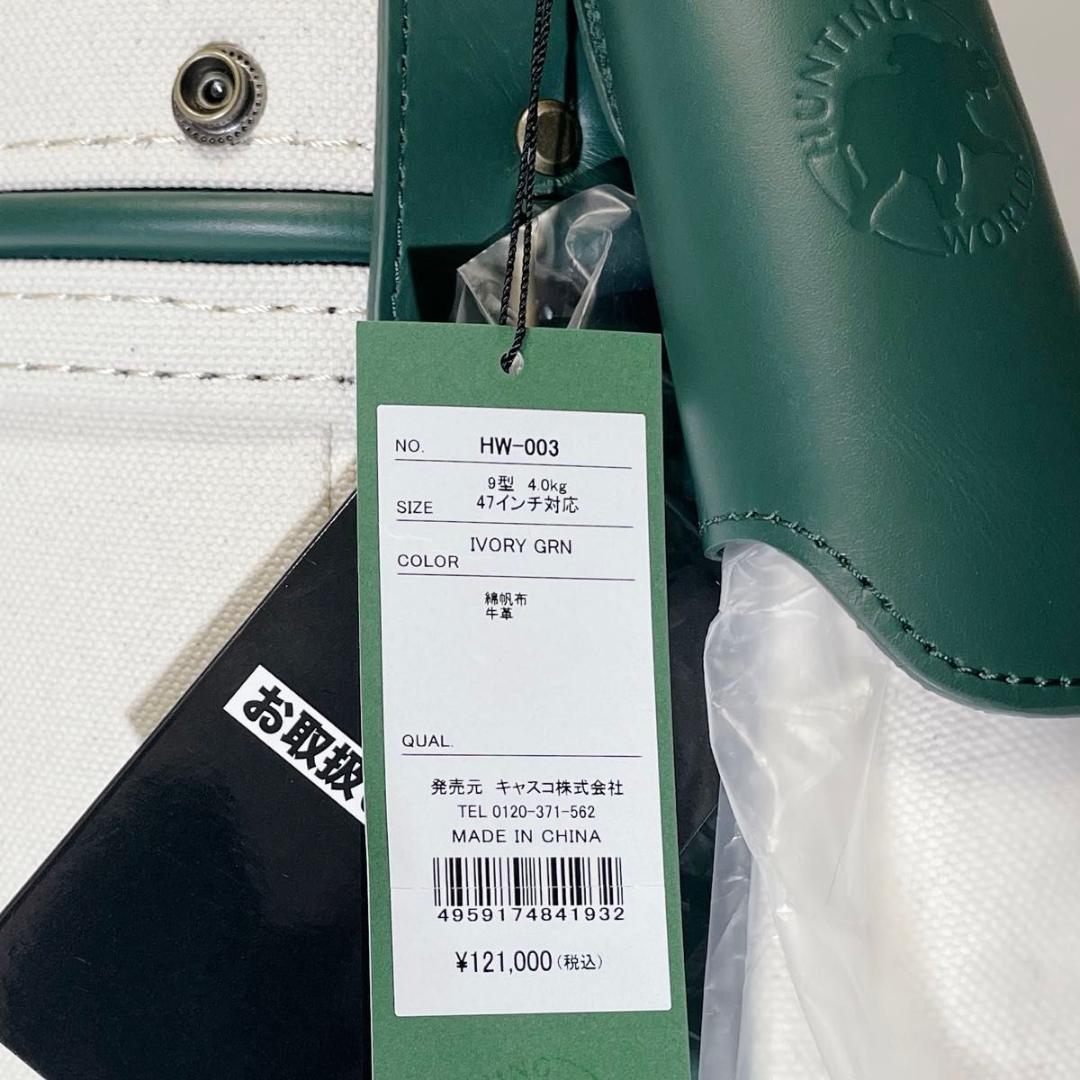 HUNTING
WORLD
NO. HW-003
9型 4.0kg
SIZE 47インチ対応
COLOR IVORY GRN
綿帆布
牛革
QUAL.
発売元 キャスコ株式会社
TEL 0120-371-562
MADE IN CHINA
4959174841932
¥121,000(税込)
お取扱
HUNTING